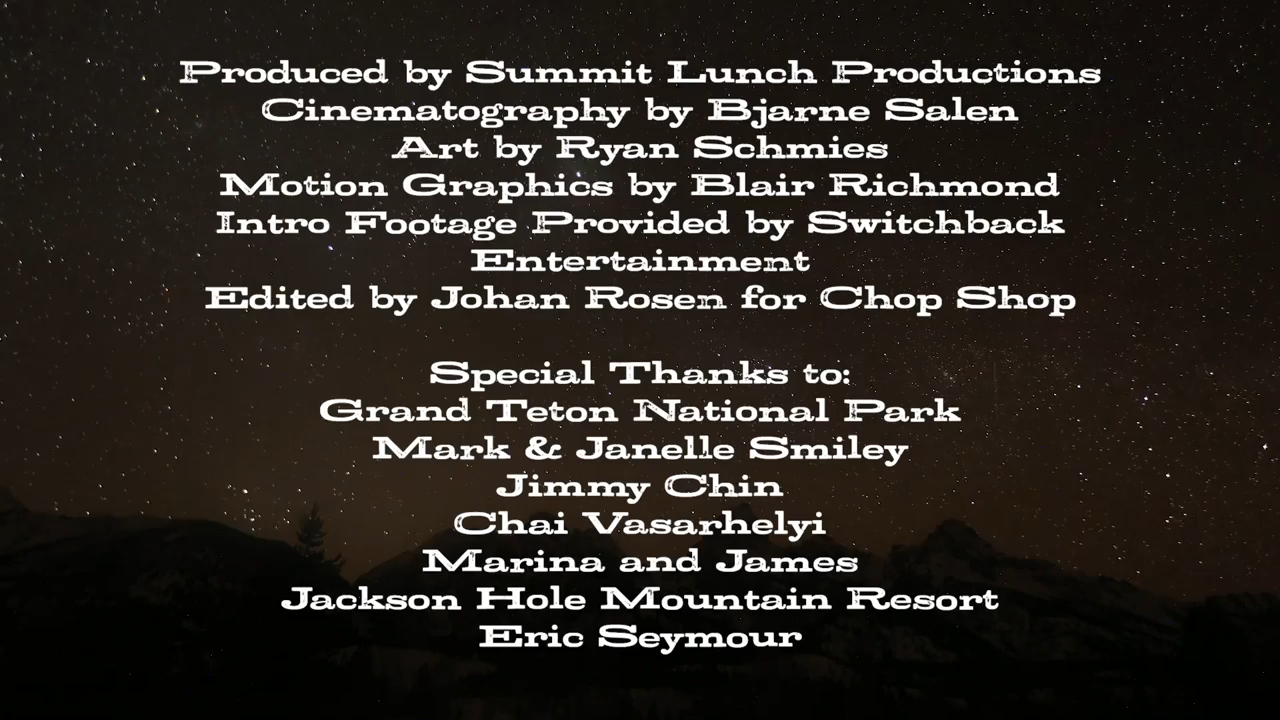 Produced by Summit Lunch Productions
Cinematography by Bjarne Salen
Art by Ryan Schmies
Motion Graphics by Blair Richmond
Intro Footage Provided by Switchback
Entertainment
Edited by Johan Rosen for Chop Shop
Special Thanks to:
Grand Teton National Park
Mark & Janelle Smiley
Jimmy Chin
Chai Vasarhelyi
Marina and James
Jackson Hole Mountain Resort
Eric Seymour